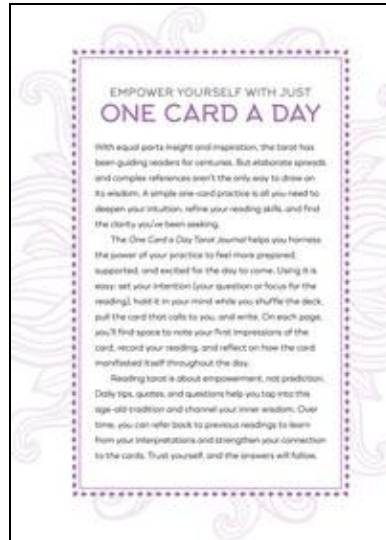 EMPOWER YOURSELF WITH JUST
ONE CARD A DAY
With equal parts insight and inspiration, the tarot has
been guiding readers for centuries. But elaborate spreads
and complex references aren't the only way to draw on
its wisdom. A simple one-card practice is all you need to
deepen your intuition, refine your reading skills, and find
the clarity you've been seeking.
The One Card a Day Tarot Journal helps you harness
the power of your practice to feel more prepared,
supported, and excited for the day to come. Using it is
easy: set your intention (your question or focus for the
reading), hold it in your mind while you shuffle the deck,
pull the card that calls to you, and write. On each page,
you'll find space to note your first impressions of the
card, record your reading, and reflect on how the card
manifested itself throughout the day.
Reading tarot is about empowerment, not prediction.
Daily tips, quotes, and questions help you tap into this
age-old tradition and channel your inner wisdom. Over
time, you can refer back to previous readings to learn
from your interpretations and strengthen your connection
to the cards. Trust yourself, and the answers will follow.